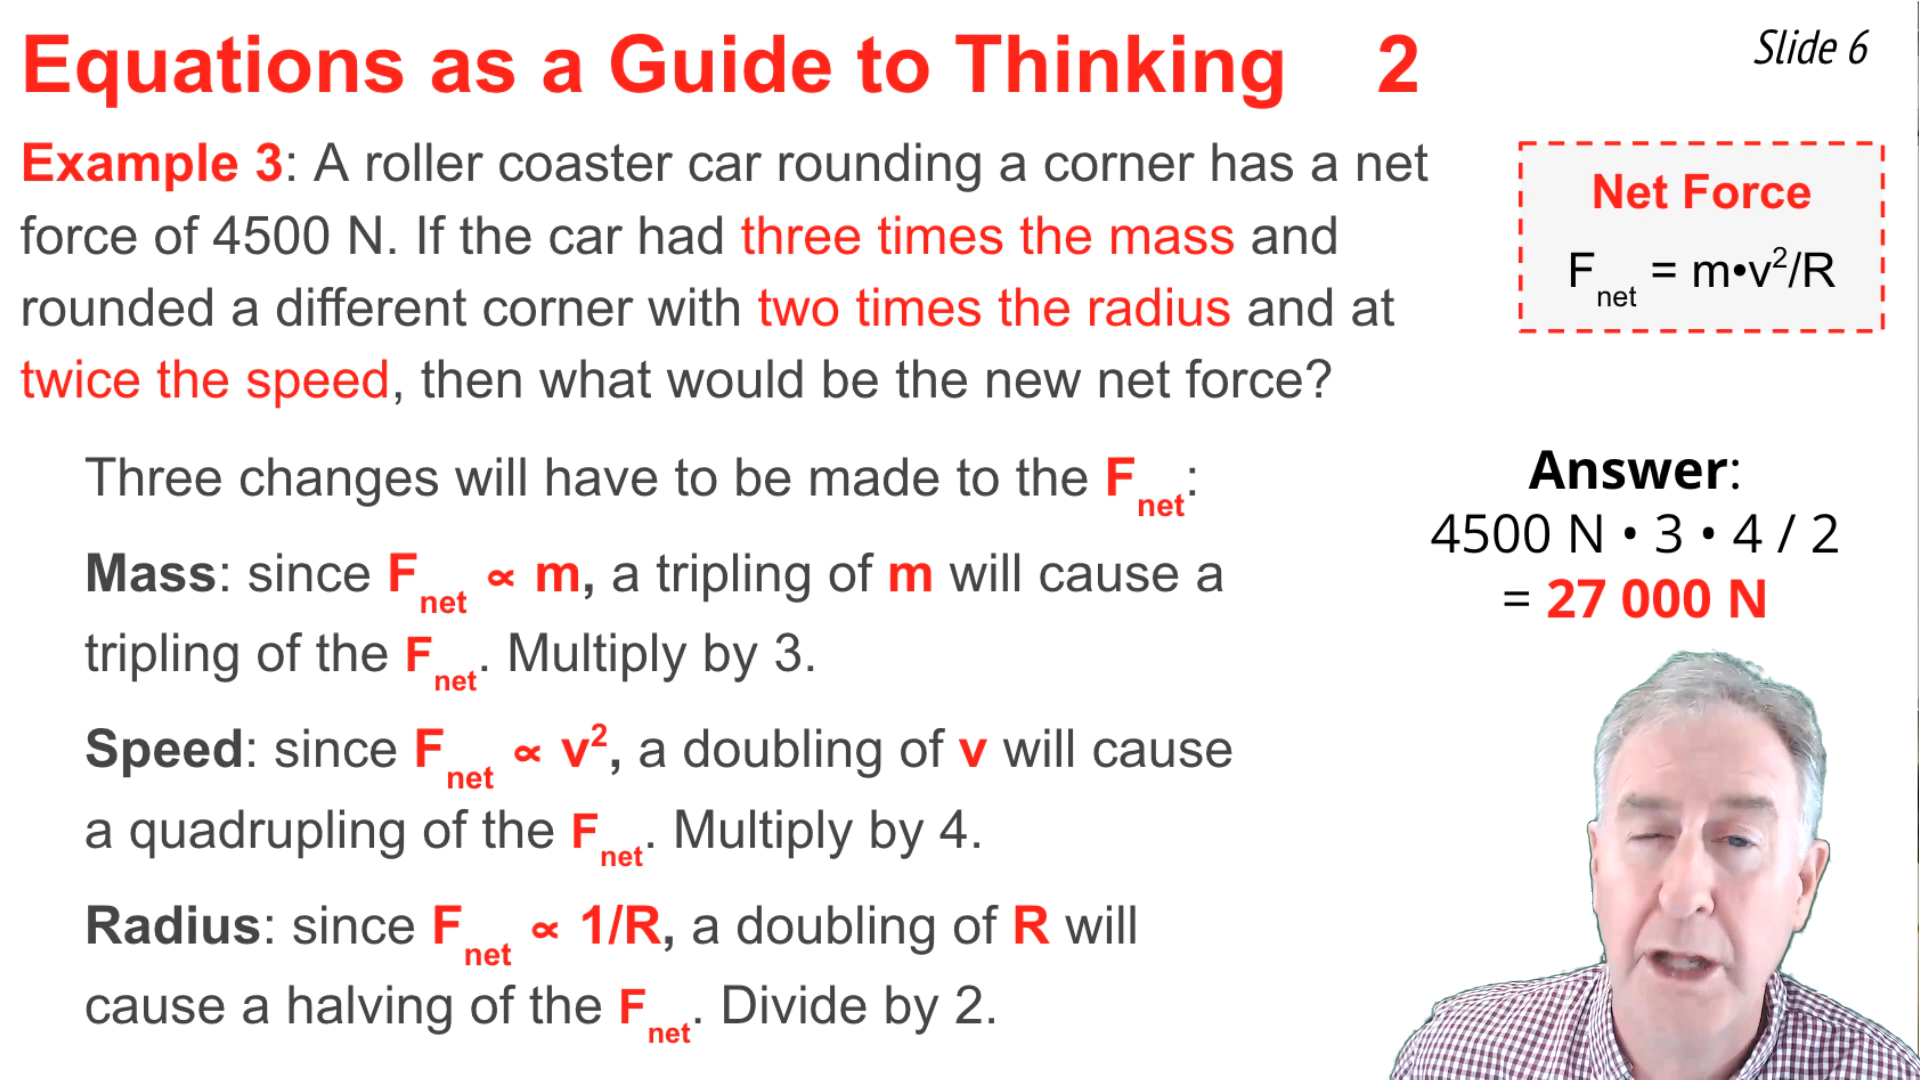 Equations as a Guide to Thinking 2
Slide 6
Example 3: A roller coaster car rounding a corner has a net
force of 4500 N. If the car had three times the mass and
rounded a different corner with two times the radius and at
twice the speed, then what would be the new net force?
Net Force
Fnet = m•v²/R
Three changes will have to be made to the Fnet:
Mass: since Fnet ∝ m, a tripling of m will cause a
tripling of the Fnet. Multiply by 3.
Speed: since Fnet ∝ v², a doubling of v will cause
a quadrupling of the Fnet. Multiply by 4.
Radius: since Fnet ∝ 1/R, a doubling of R will
cause a halving of the Fnet. Divide by 2.
Answer:
4500 N • 3 • 4 / 2
= 27 000 N